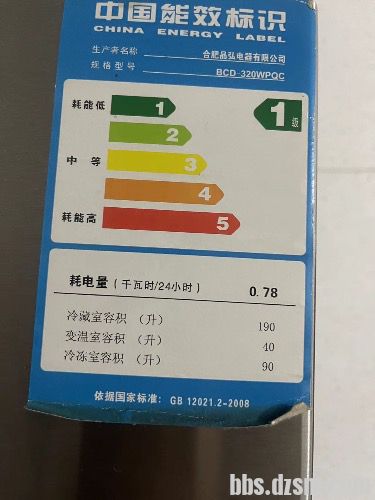 中国能效标识
CHINA ENERGY LABEL
生产者名称 合肥晶弘电器有限公司
规格型号 BCD-320WPQC
耗能低 1 1级
2
中 等 3
4
耗能高 5
耗电量（千瓦时/24小时） 0.78
冷藏室容积 （升） 190
变温室容积 （升） 40
冷冻室容积 （升） 90
依据国家标准: GB 12021.2-2008